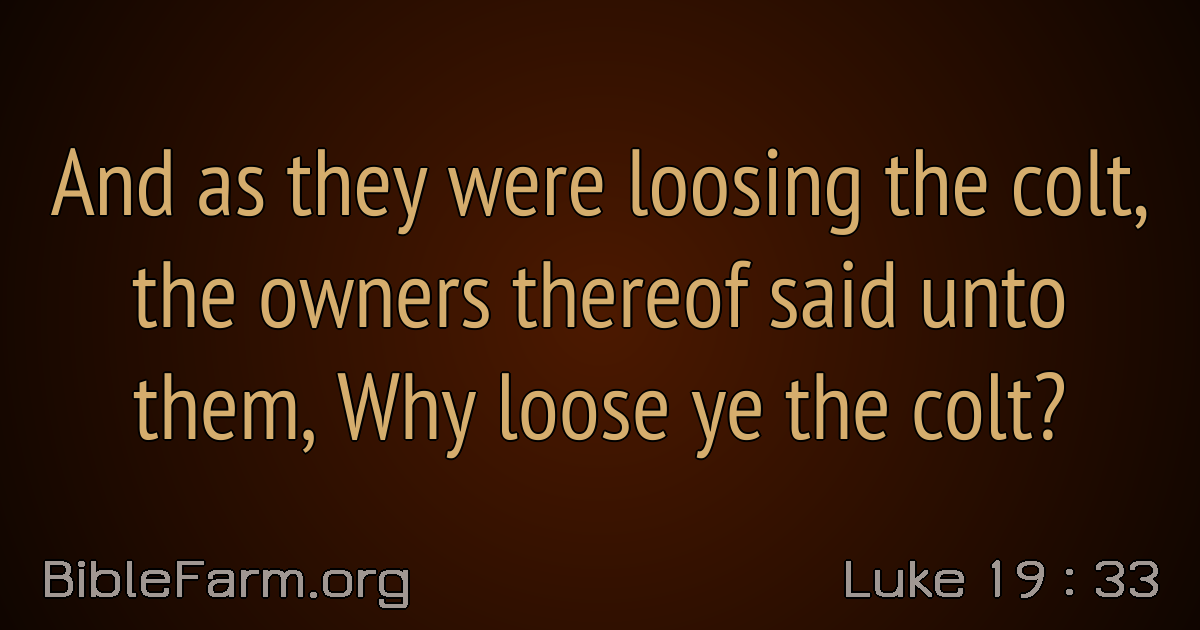 And as they were loosing the colt,
the owners thereof said unto
them, Why loose ye the colt?
BibleFarm.org
Luke 19 : 33